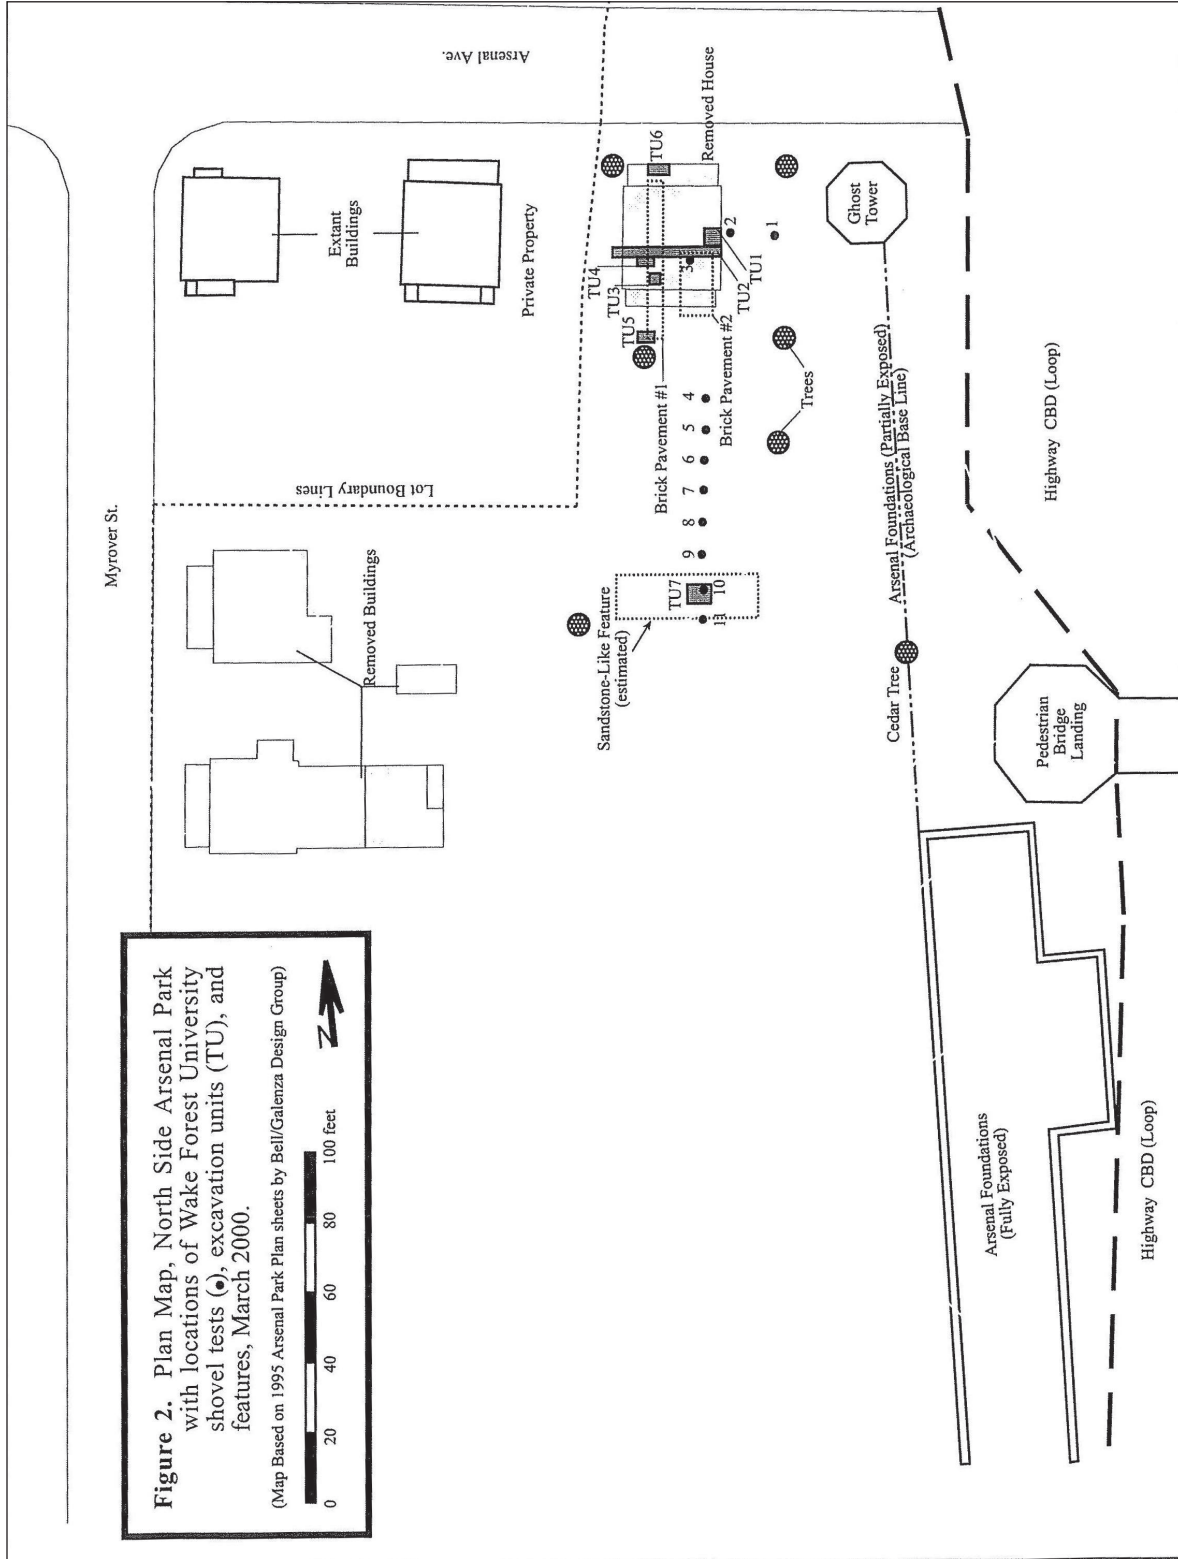 Figure 2. Plan Map, North Side Arsenal Park
with locations of Wake Forest University
shovel tests (●), excavation units (TU), and
features, March 2000.
(Map Based on 1995 Arsenal Park Plan sheets by Bell/Galenza Design Group)
0 20 40 60 80 100 feet
N
Myrover St.
Arsenal Ave.
Extant
Buildings
Private Property
Lot Boundary Lines
Removed Buildings
Removed House
TU6
TU4
TU3
TU5
TU1
TU2
Brick Pavement #1
Brick Pavement #2
1
2
3
4
5
6
7
8
9
10
11
TU7
Sandstone-Like Feature
(estimated)
Trees
Ghost
Tower
Cedar Tree
Arsenal Foundations (Partially Exposed)
(Archaeological Base Line)
Highway CBD (Loop)
Pedestrian
Bridge
Landing
Arsenal Foundations
(Fully Exposed)
Highway CBD (Loop)